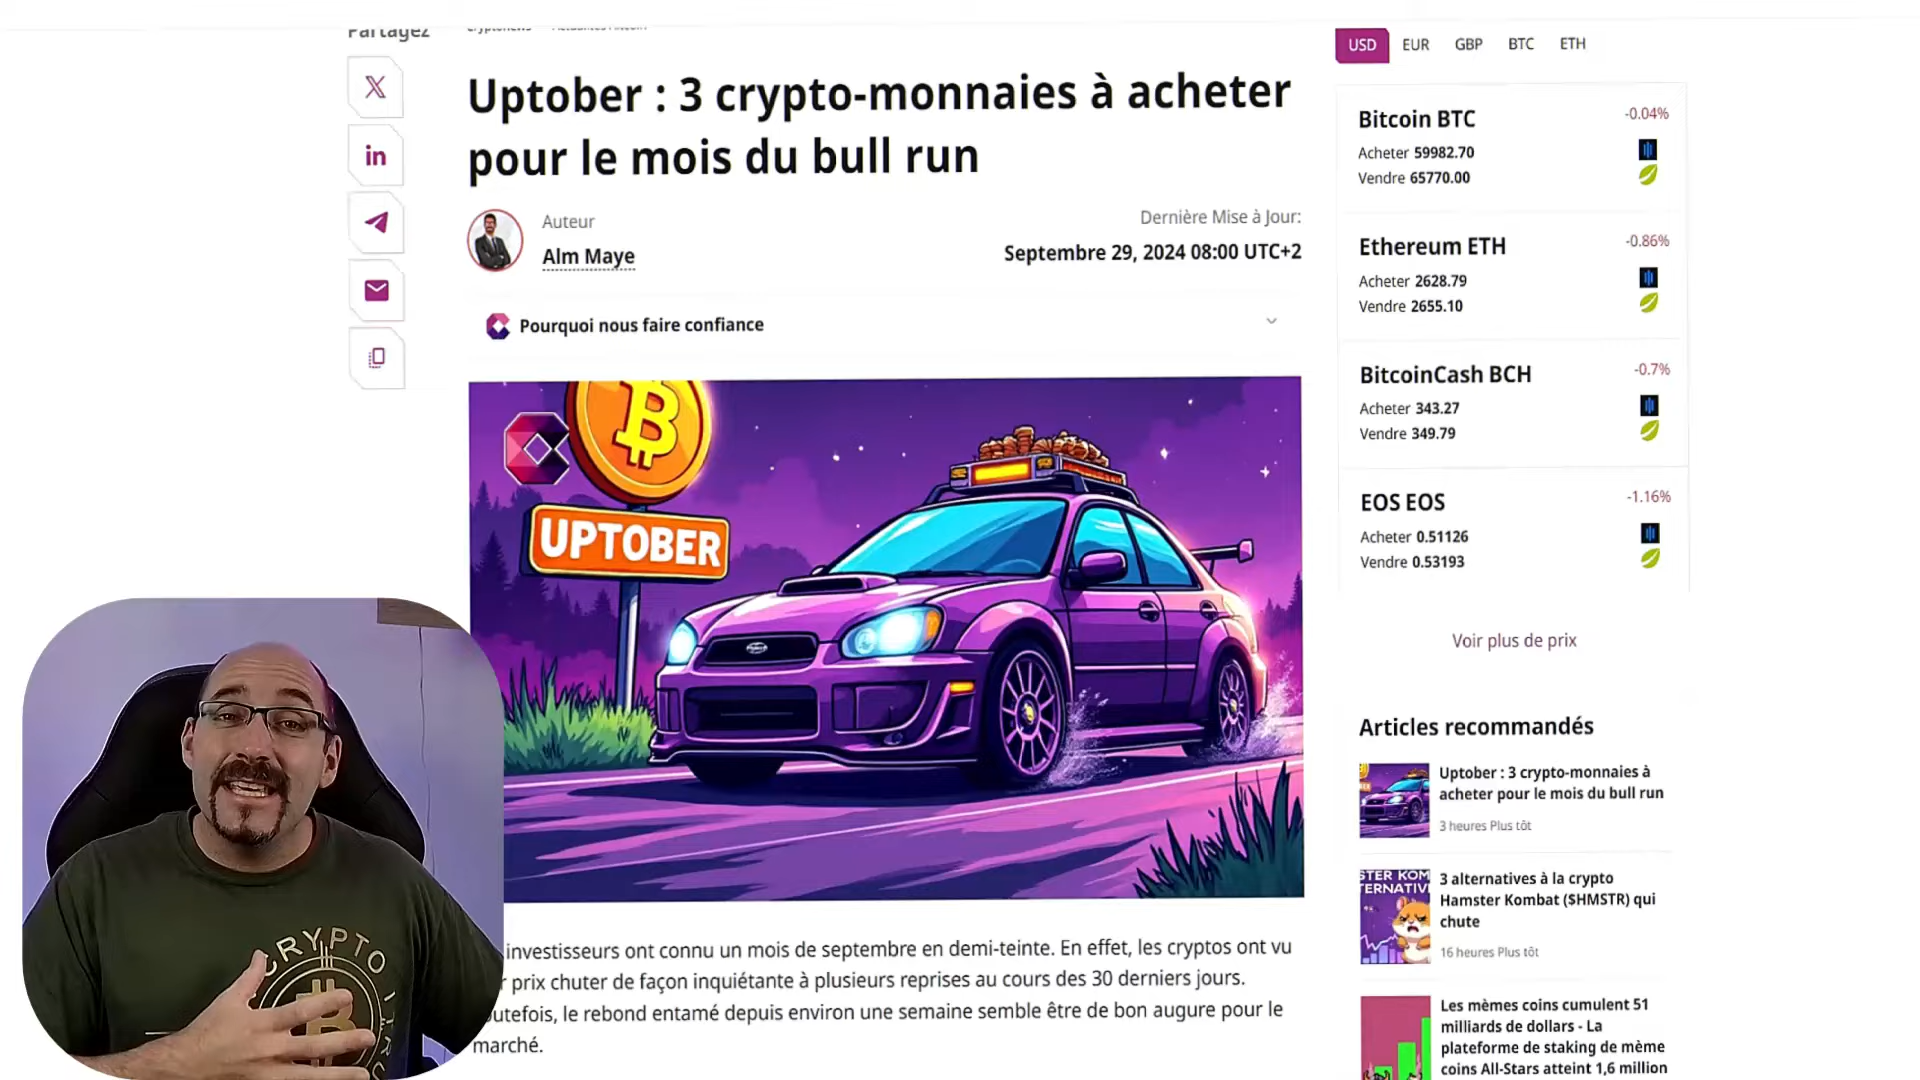 Partagez
Cryptonews
Actualités Bitcoin
Uptober : 3 crypto-monnaies à acheter
pour le mois du bull run
Auteur
Alm Maye
Dernière Mise à Jour:
Septembre 29, 2024 08:00 UTC+2
Pourquoi nous faire confiance
UPTOBER
investisseurs ont connu un mois de septembre en demi-teinte. En effet, les cryptos ont vu
prix chuter de façon inquiétante à plusieurs reprises au cours des 30 derniers jours.
outefois, le rebond entamé depuis environ une semaine semble être de bon augure pour le
marché.
CRYPTO
USD EUR GBP BTC ETH
Bitcoin BTC -0.04%
Acheter 59982.70
Vendre 65770.00
Ethereum ETH -0.86%
Acheter 2628.79
Vendre 2655.10
BitcoinCash BCH -0.7%
Acheter 343.27
Vendre 349.79
EOS EOS -1.16%
Acheter 0.51126
Vendre 0.53193
Voir plus de prix
Articles recommandés
Uptober : 3 crypto-monnaies à
acheter pour le mois du bull run
3 heures Plus tôt
STER KOM
ERNATIV
3 alternatives à la crypto
Hamster Kombat ($HMSTR) qui
chute
16 heures Plus tôt
Les mèmes coins cumulent 51
milliards de dollars - La
plateforme de staking de mème
coins All-Stars atteint 1,6 million